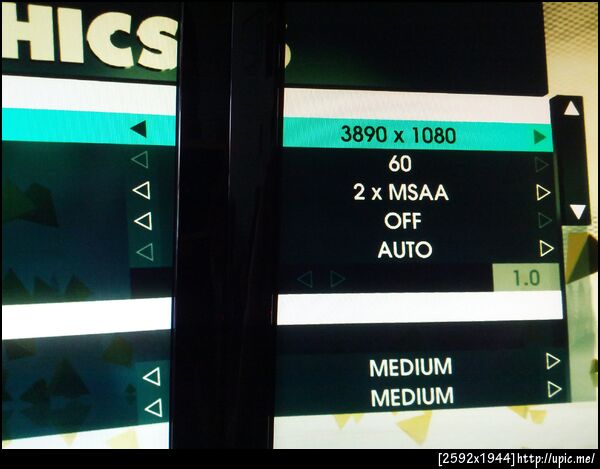 HICS
3890 x 1080
60
2 x MSAA
OFF
AUTO
1.0
MEDIUM
MEDIUM
[2592x1944]http://upic.me/